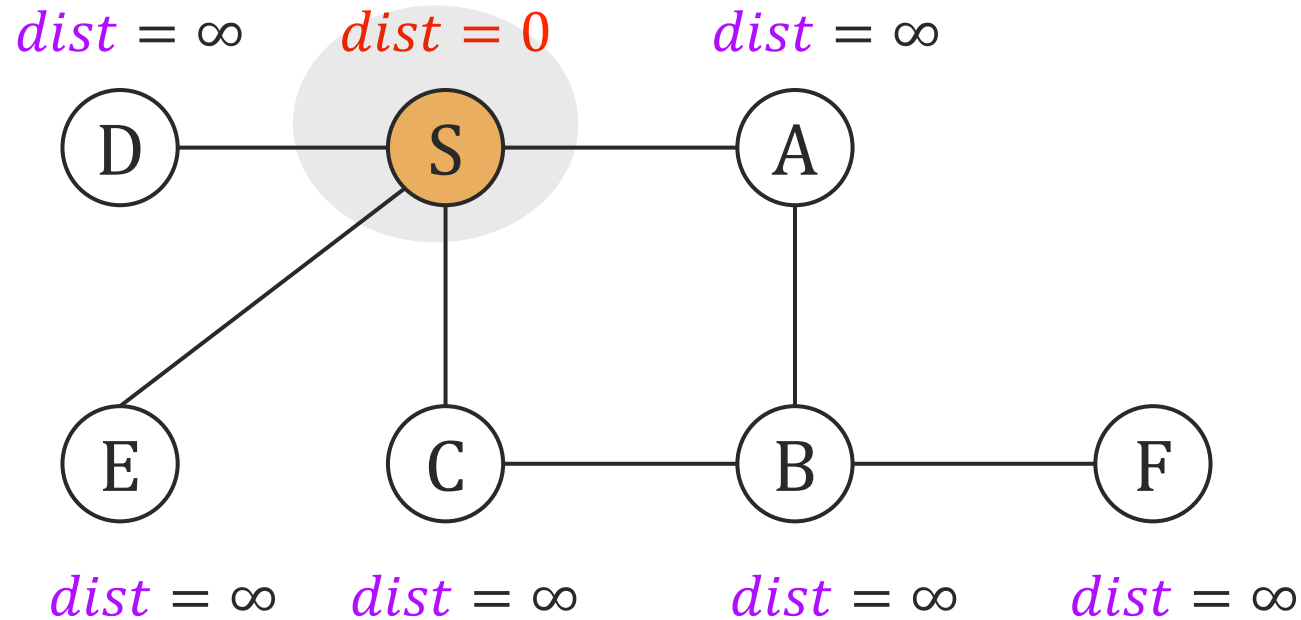 dist = ∞ dist = 0 dist = ∞
D S A
E C B F
dist = ∞ dist = ∞ dist = ∞ dist = ∞